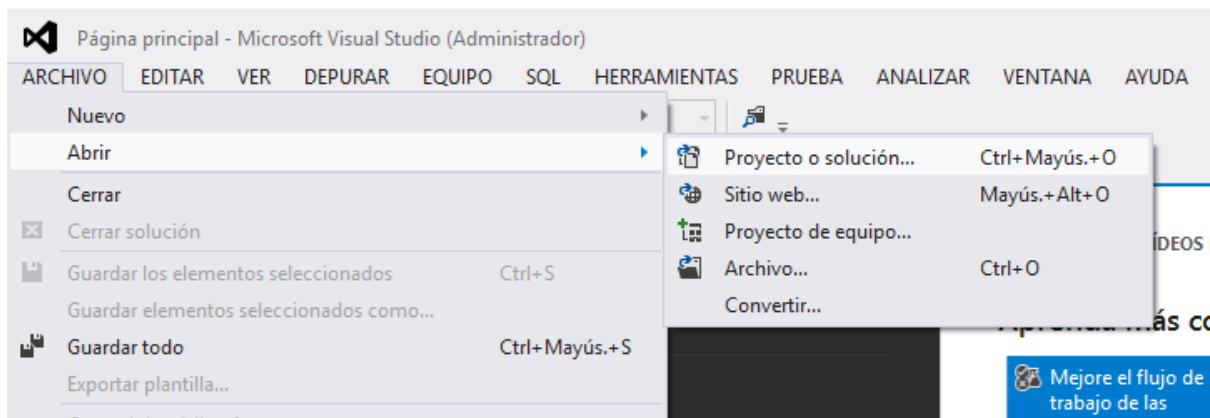 Página principal - Microsoft Visual Studio (Administrador)
ARCHIVO EDITAR VER DEPURAR EQUIPO SQL HERRAMIENTAS PRUEBA ANALIZAR VENTANA AYUDA
Nuevo
Abrir
Proyecto o solución... Ctrl+Mayús.+O
Cerrar
Sitio web... Mayús.+Alt+O
Cerrar solución
Proyecto de equipo...
Guardar los elementos seleccionados Ctrl+S
Archivo... Ctrl+O
Guardar elementos seleccionados como...
Convertir...
Guardar todo Ctrl+Mayús.+S
Exportar plantilla...
Mejore el flujo de
trabajo de las